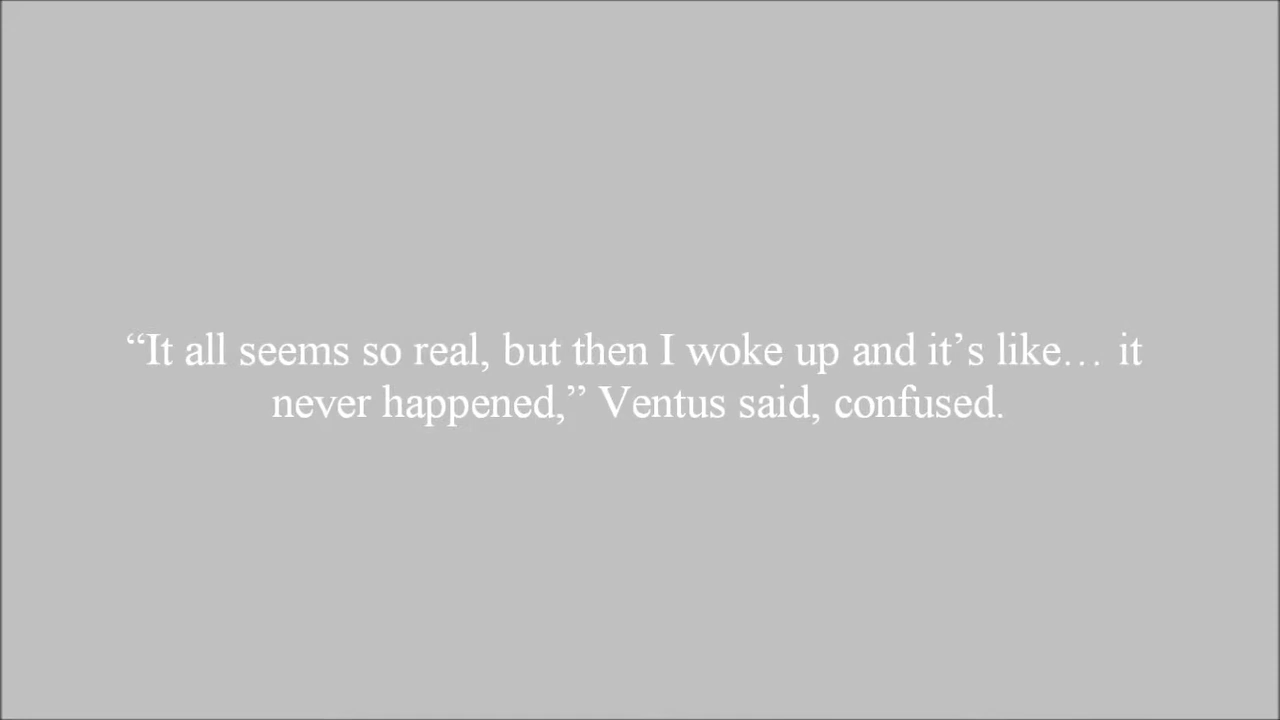 “It all seems so real, but then I woke up and it’s like… it
never happened,” Ventus said, confused.